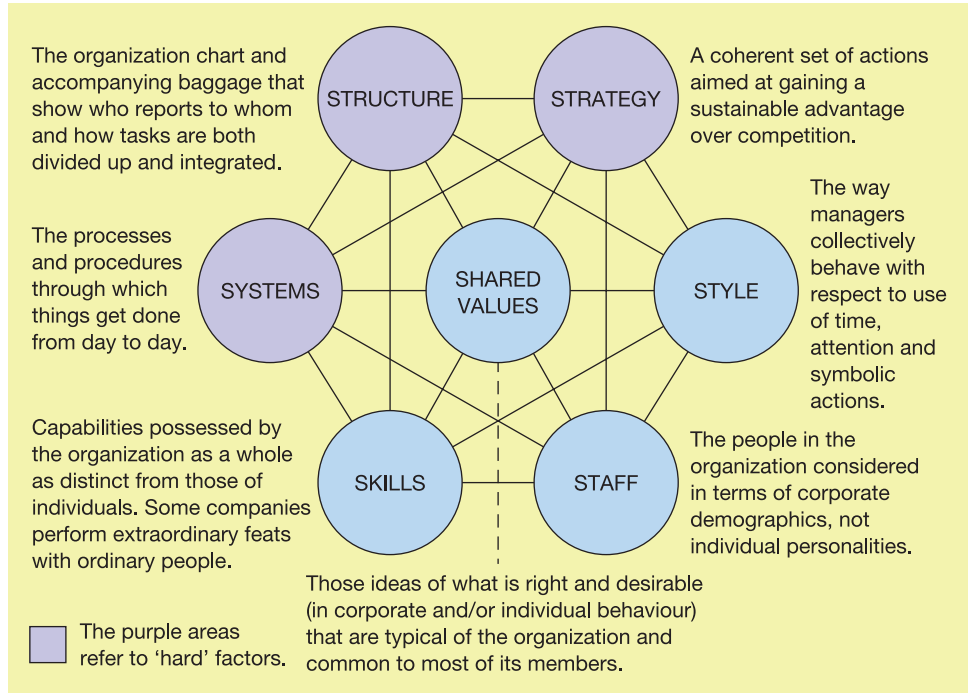 The organization chart and
accompanying baggage that
show who reports to whom
and how tasks are both
divided up and integrated.
STRUCTURE
STRATEGY
A coherent set of actions
aimed at gaining a
sustainable advantage
over competition.
The processes
and procedures
through which
things get done
from day to day.
SYSTEMS
SHARED
VALUES
STYLE
The way
managers
collectively
behave with
respect to use
of time,
attention and
symbolic
actions.
Capabilities possessed by
the organization as a whole
as distinct from those of
individuals. Some companies
perform extraordinary feats
with ordinary people.
SKILLS
STAFF
The people in the
organization considered
in terms of corporate
demographics, not
individual personalities.
Those ideas of what is right and desirable
(in corporate and/or individual behaviour)
that are typical of the organization and
common to most of its members.
The purple areas
refer to ‘hard’ factors.